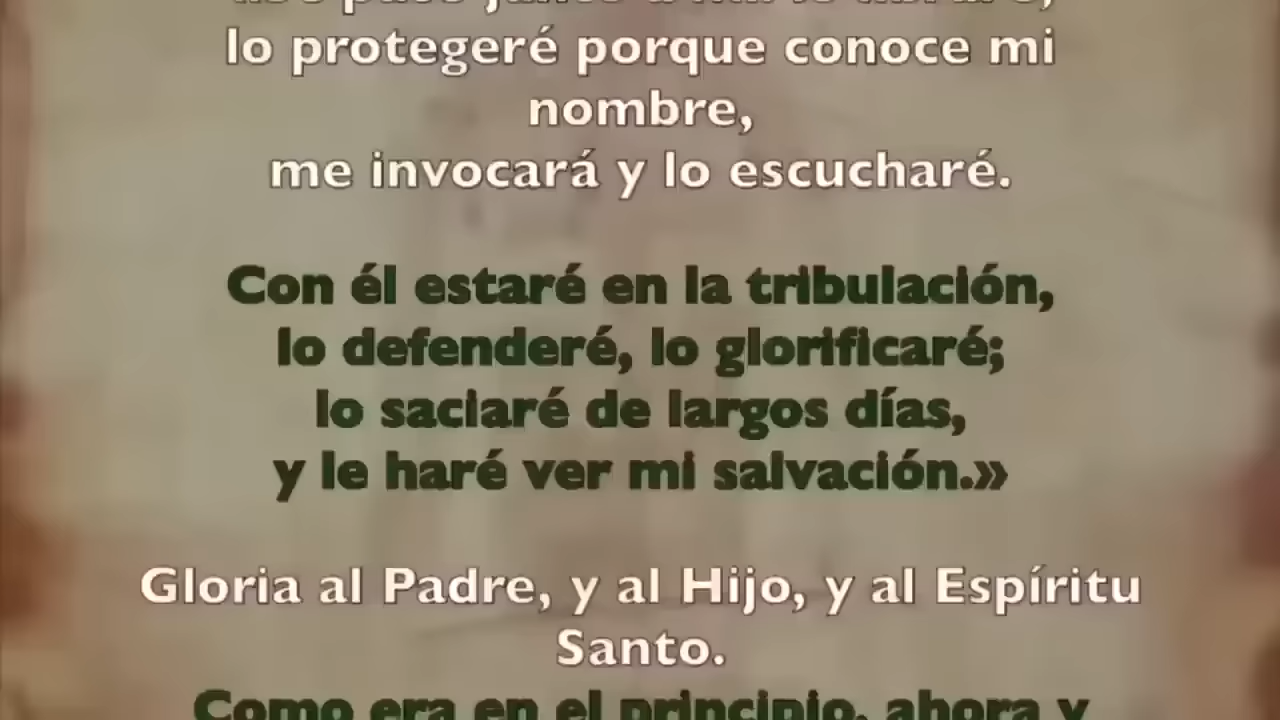 lo protegeré porque conoce mi
nombre,
me invocará y lo escucharé.
Con él estaré en la tribulación,
lo defenderé, lo glorificaré;
lo saciaré de largos días,
y le haré ver mi salvación.»
Gloria al Padre, y al Hijo, y al Espíritu
Santo.
Como era en el principio, ahora y